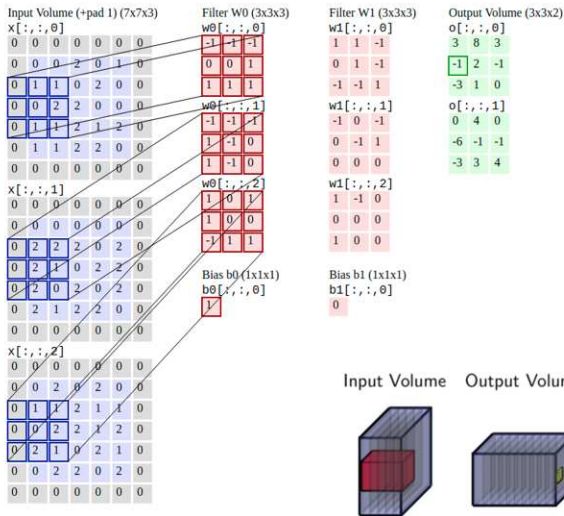 Input Volume (+pad 1) (7x7x3)
x[:,:,0]
0 0 0 0 0 0 0
0 0 0 2 0 1 0
0 1 1 0 2 0 0
0 0 2 2 0 0 0
0 1 1 2 1 2 0
0 1 1 2 2 0 0
0 0 0 0 0 0 0
x[:,:,1]
0 0 0 0 0 0 0
0 0 0 0 0 0 0
0 2 2 0 0 2 0
0 2 1 0
0 2 0 2 2 0
0 2 1 2 2 0 0
0 0 0 0 0 0 0
x[:,:,2]
0 0 0 0 0 0 0
0 0 2 0 2 0 0
0 1 1 2 1 1 0
0 0 2 2 0
0 2 1 0 2 1 0
0 0 2 2 0 2 0
0 0 0 0 0 0 0
Filter W0 (3x3x3)
w0[:,:,0]
-1 -1 -1
0 0 1
1 1 1
w0[:,:,1]
-1 -1 1
1 -1 0
1 -1 0
w0[:,:,2]
1 0 1
1 0 0
-1 1 1
Bias b0 (1x1x1)
b0[:,:,0]
1
Filter W1 (3x3x3)
w1[:,:,0]
1 1 -1
0 1 -1
-1 -1 1
w1[:,:,1]
-1 0 -1
0 -1 1
0 0 0
w1[:,:,2]
1 -1 0
0 0 0
1 0 0
Bias b1 (1x1x1)
b1[:,:,0]
0
Output Volume (3x3x2)
o[:,:,0]
3 8 3
-1 2 -1
-3 1 0
o[:,:,1]
0 4 0
-6 -1 -1
-3 3 4
Input Volume
Output Volu